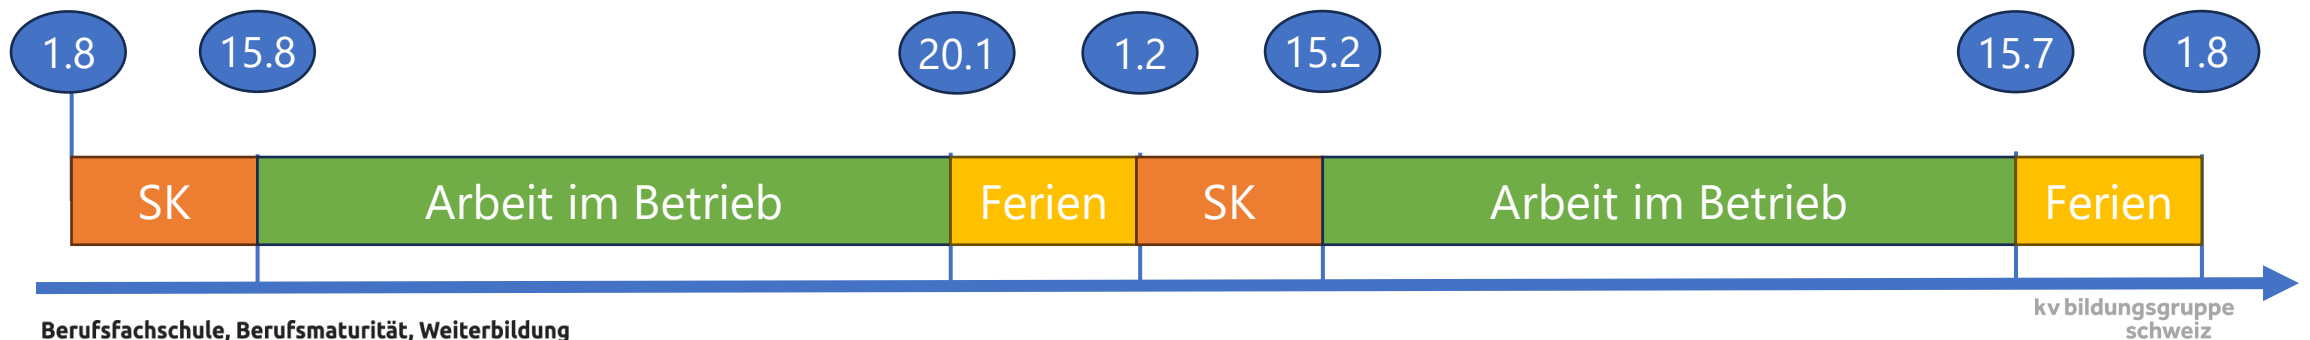 1.8 15.8 20.1 1.2 15.2 15.7 1.8
SK Arbeit im Betrieb Ferien SK Arbeit im Betrieb Ferien
kv bildungsgruppe
schweiz
Berufsfachschule, Berufsmaturität, Weiterbildung